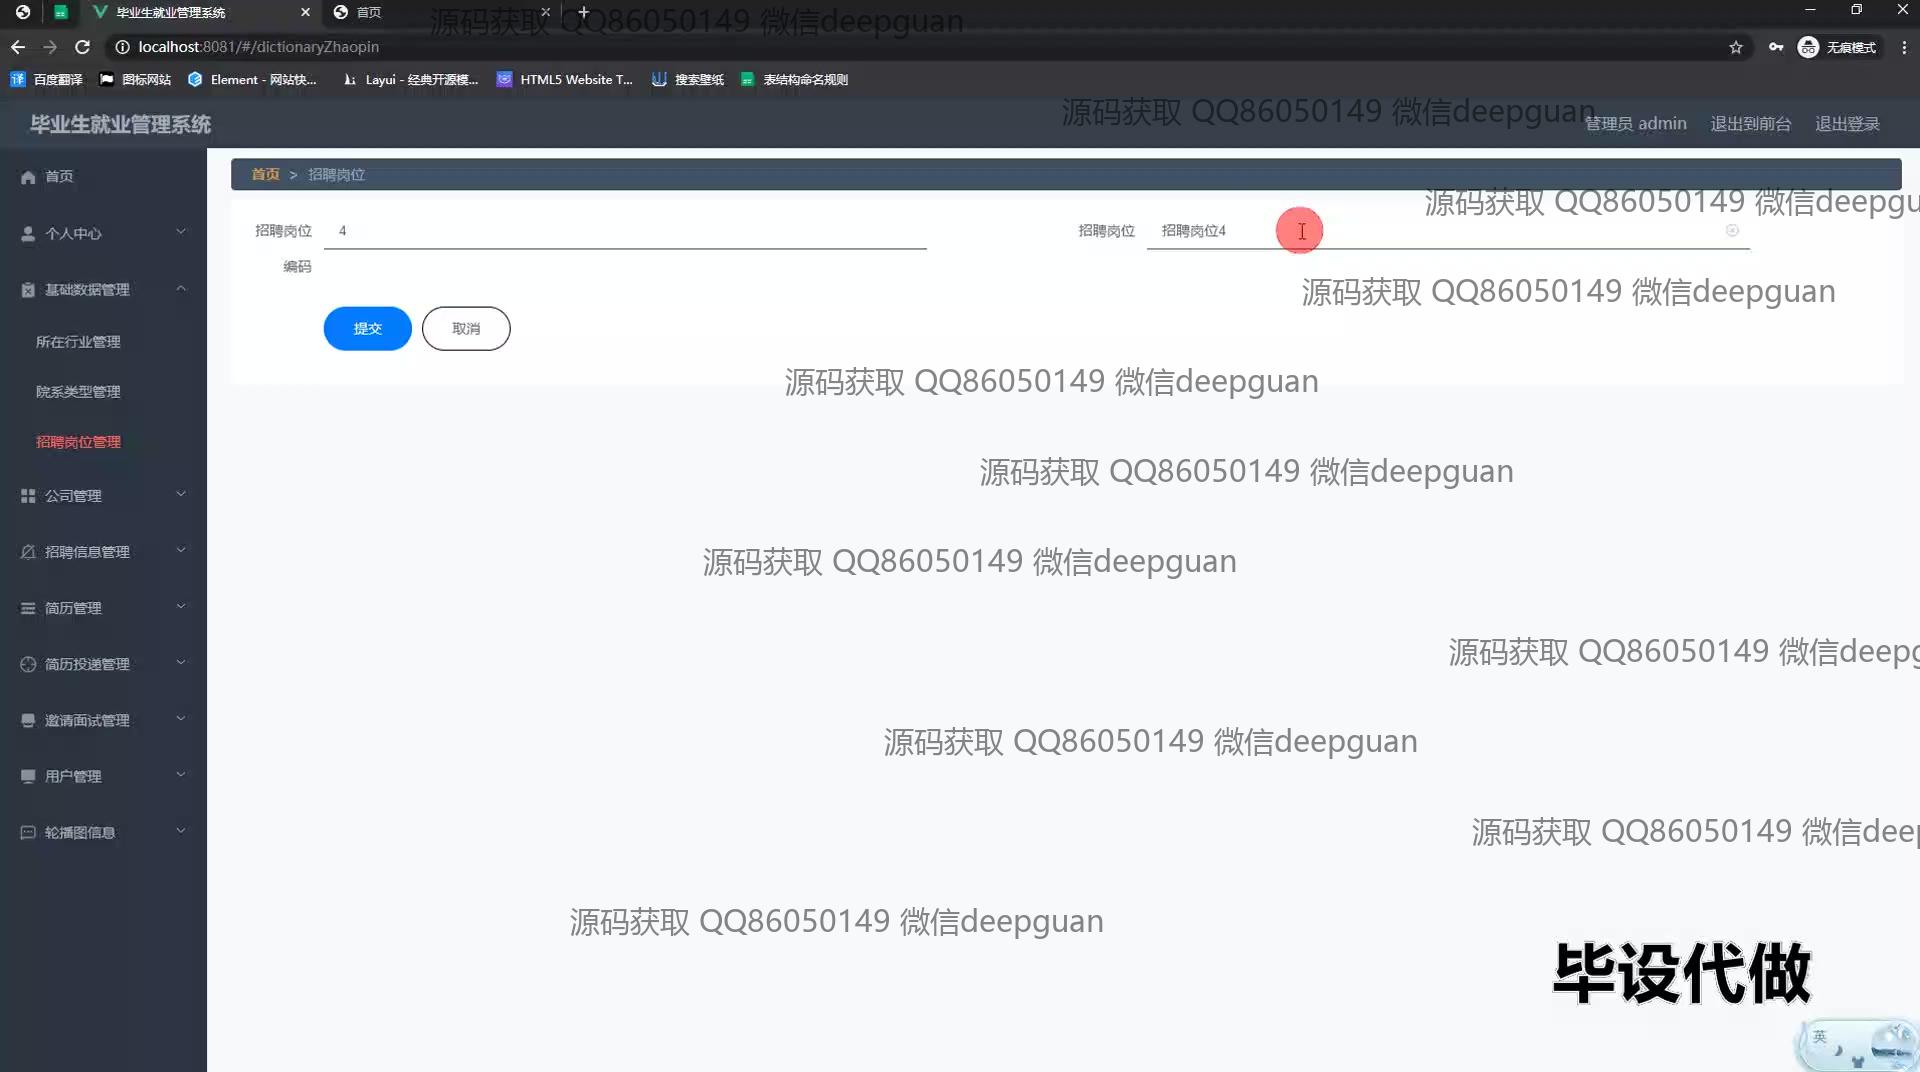 毕业生就业管理系统
首页
localhost:8081/#/dictionaryZhaopin
无痕模式
百度翻译
图标网站
Element - 网站快...
Layui - 经典开源模...
HTML5 Website T...
搜索壁纸
表结构命名规则
源码获取 QQ86050149 微信deepguan
毕业生就业管理系统
源码获取 QQ86050149 微信deepguan
管理员 admin
退出到前台
退出登录
首页
个人中心
基础数据管理
所在行业管理
院系类型管理
招聘岗位管理
公司管理
招聘信息管理
简历管理
简历投递管理
邀请面试管理
用户管理
轮播图信息
首页 > 招聘岗位
源码获取 QQ86050149 微信deepgu
招聘岗位编码
4
招聘岗位
招聘岗位4
提交
取消
源码获取 QQ86050149 微信deepguan
源码获取 QQ86050149 微信deepguan
源码获取 QQ86050149 微信deepguan
源码获取 QQ86050149 微信deepguan
源码获取 QQ86050149 微信deepg
源码获取 QQ86050149 微信deepguan
源码获取 QQ86050149 微信deep
源码获取 QQ86050149 微信deepguan
毕设代做
英